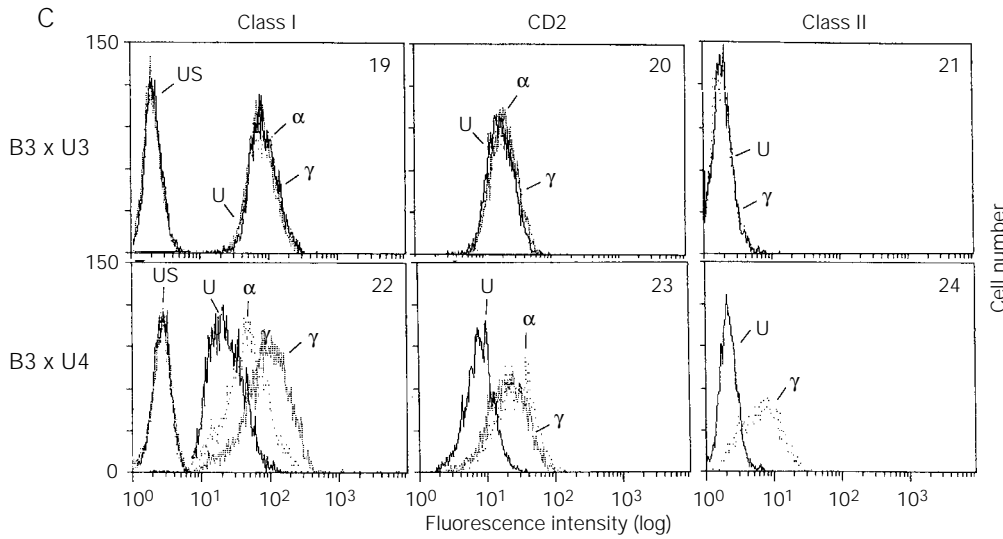 C
Class I CD2 Class II
150
B3 x U3
19
US
α
U
γ
20
α
U
γ
21
U
γ
150
B3 x U4
0
22
US
U
α
γ
γ
23
U
α
γ
24
U
γ
Cell number
10⁰ 10¹ 10² 10³ 10¹ 10² 10³ 10⁰ 10¹ 10² 10³
Fluorescence intensity (log)